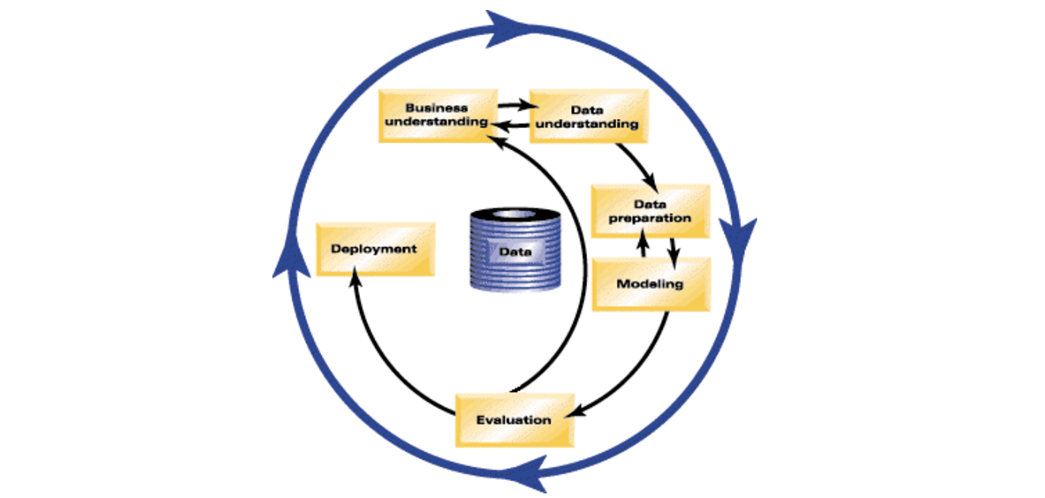 Business
understanding
Data
understanding
Data
preparation
Deployment
Data
Modeling
Evaluation